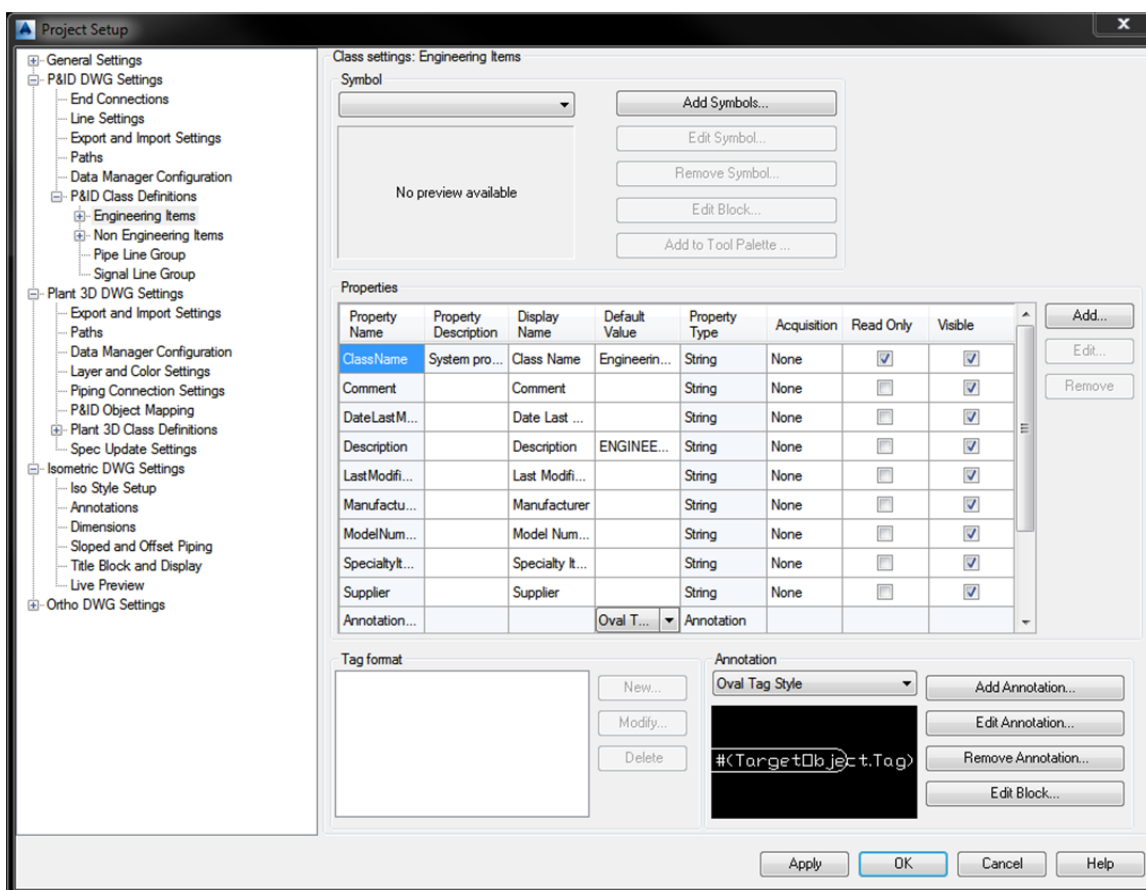 Project Setup
General Settings
P&ID DWG Settings
End Connections
Line Settings
Export and Import Settings
Paths
Data Manager Configuration
P&ID Class Definitions
Engineering Items
Non Engineering Items
Pipe Line Group
Signal Line Group
Plant 3D DWG Settings
Export and Import Settings
Paths
Data Manager Configuration
Layer and Color Settings
Piping Connection Settings
P&ID Object Mapping
Plant 3D Class Definitions
Spec Update Settings
Isometric DWG Settings
Iso Style Setup
Annotations
Dimensions
Sloped and Offset Piping
Title Block and Display
Live Preview
Ortho DWG Settings
Class settings: Engineering Items
Symbol
Add Symbols...
Edit Symbol...
Remove Symbol...
Edit Block...
Add to Tool Palette ...
No preview available
Properties
Property Name Property Description Display Name Default Value Property Type Acquisition Read Only Visible
ClassName System pro... Class Name Engineerin... String None
Comment Comment String None
DateLastM... Date Last ... String None
Description Description ENGINEE... String None
LastModifi... Last Modifi... String None
Manufactu... Manufacturer String None
ModelNum... Model Num... String None
SpecialtyIt... Specialty It... String None
Supplier Supplier String None
Annotation... Oval T... Annotation
Add...
Edit...
Remove
Tag format
New...
Modify...
Delete
Annotation
Oval Tag Style
#(TargetObject.Tag)
Add Annotation...
Edit Annotation...
Remove Annotation...
Edit Block...
Apply OK Cancel Help